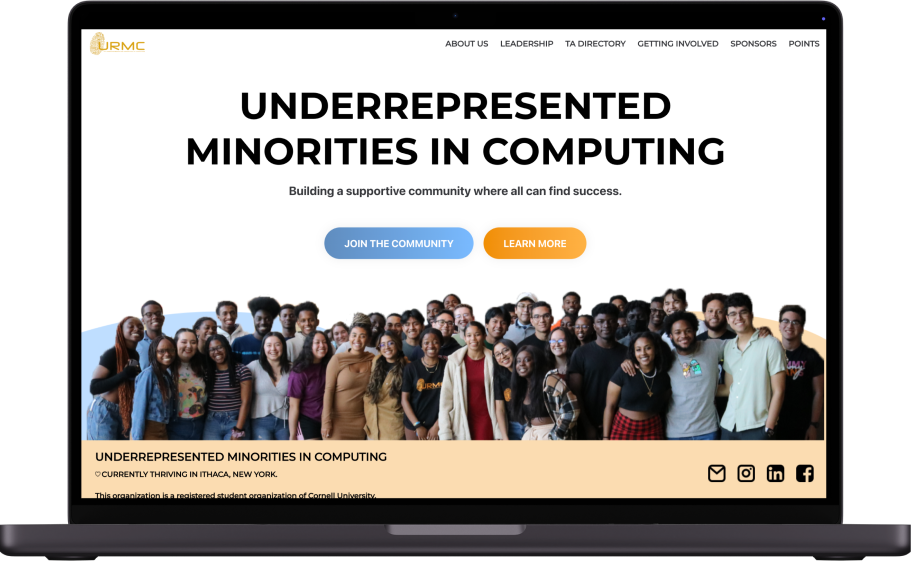 URMC
ABOUT US LEADERSHIP TA DIRECTORY GETTING INVOLVED SPONSORS POINTS
UNDERREPRESENTED
MINORITIES IN COMPUTING
Building a supportive community where all can find success.
JOIN THE COMMUNITY LEARN MORE
URMC
UNDERREPRESENTED MINORITIES IN COMPUTING
♡CURRENTLY THRIVING IN ITHACA, NEW YORK.
This organization is a registered student organization of Cornell University.